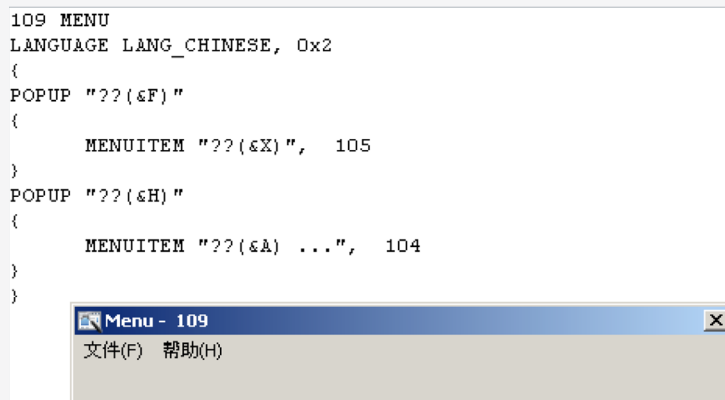 109 MENU
LANGUAGE LANG_CHINESE, 0x2
{
POPUP "??(&F)"
{
MENUITEM "??(&X)", 105
}
POPUP "??(&H)"
{
MENUITEM "??(&A) ...", 104
}
}
Menu - 109
文件(F) 帮助(H)